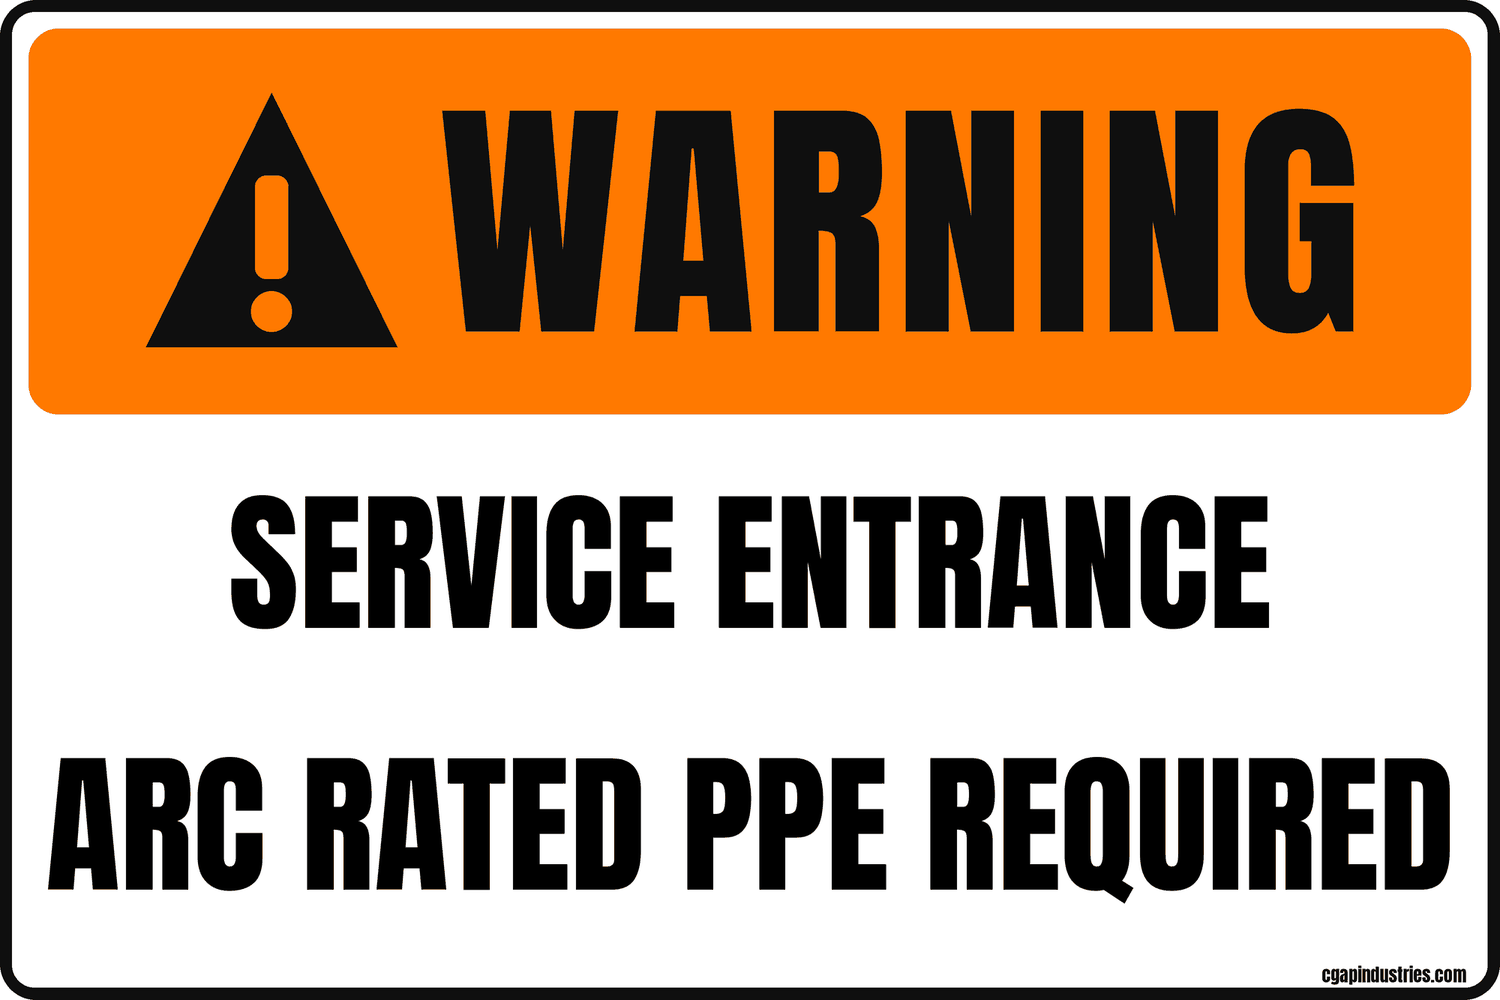 WARNING
SERVICE ENTRANCE
ARC RATED PPE REQUIRED
cgapindustries.com